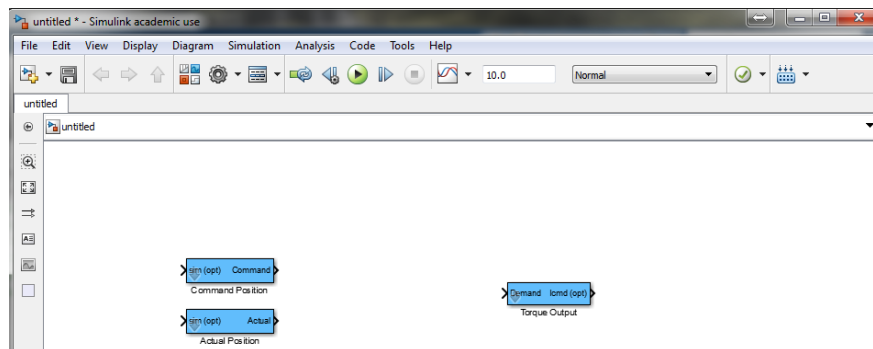 untitled * - Simulink academic use
File Edit View Display Diagram Simulation Analysis Code Tools Help
10.0 Normal
untitled
untitled
sim (opt) Command
Command Position
Demand Icmd (opt)
Torque Output
sim (opt) Actual
Actual Position